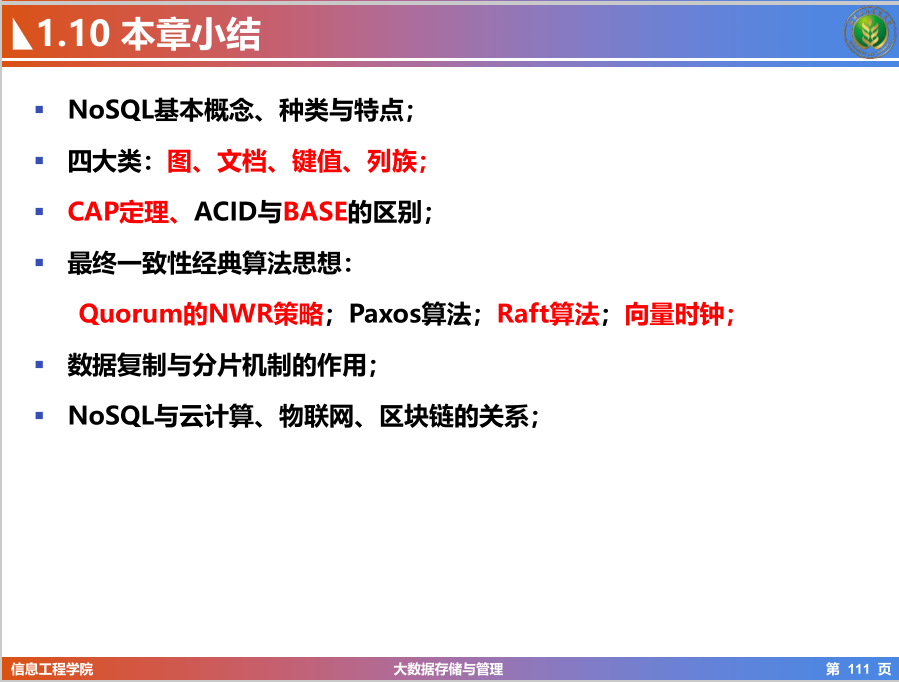 1.10 本章小结
NoSQL基本概念、种类与特点；
四大类：图、文档、键值、列族；
CAP定理、ACID与BASE的区别；
最终一致性经典算法思想：
Quorum的NWR策略；Paxos算法；Raft算法；向量时钟；
数据复制与分片机制的作用；
NoSQL与云计算、物联网、区块链的关系；
信息工程学院
大数据存储与管理
第 111 页